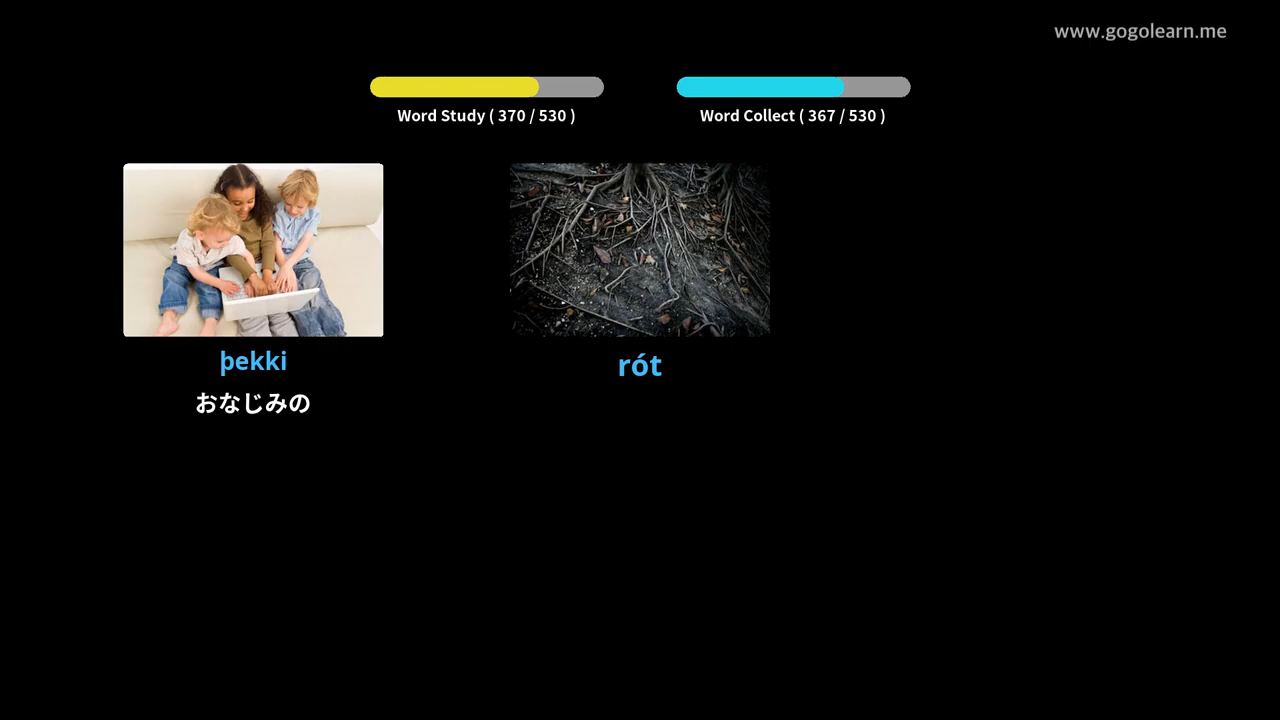 www.gogolearn.me
Word Study ( 370 / 530 )
Word Collect ( 367 / 530 )
þekki
おなじみの
rót